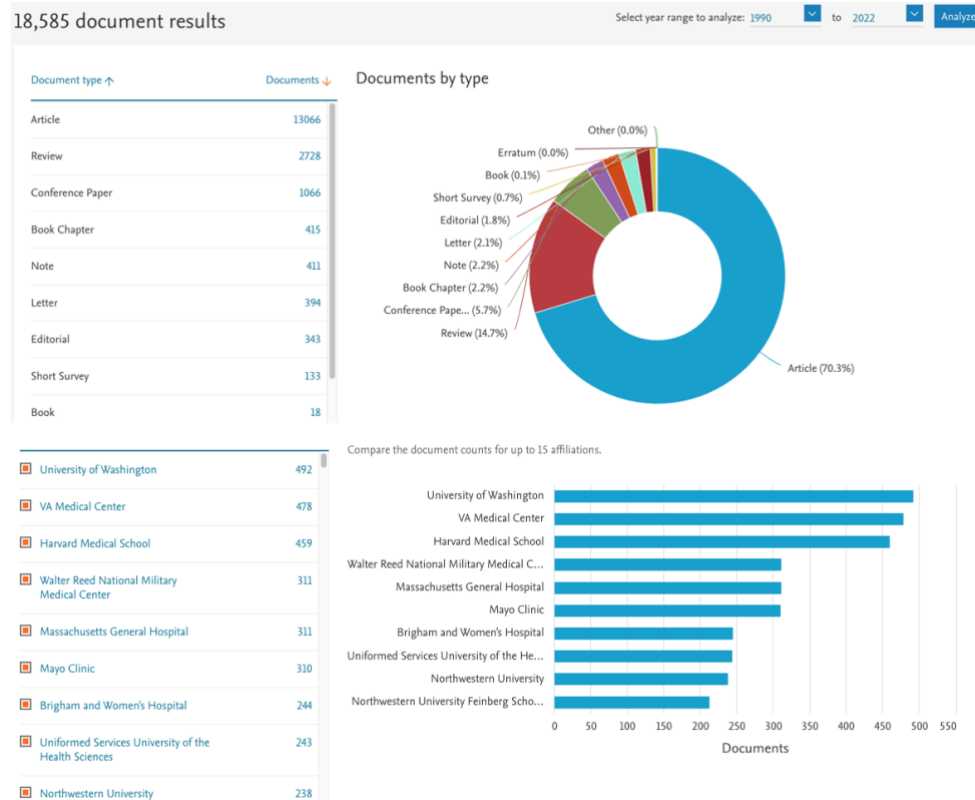 18,585 document results
Select year range to analyze: 1990 to 2022 Analyze
Document type Documents
Article 13066
Review 2728
Conference Paper 1066
Book Chapter 415
Note 411
Letter 394
Editorial 343
Short Survey 133
Book 18
Documents by type
Other (0.0%)
Erratum (0.0%)
Book (0.1%)
Short Survey (0.7%)
Editorial (1.8%)
Letter (2.1%)
Note (2.2%)
Book Chapter (2.2%)
Conference Pape... (5.7%)
Review (14.7%)
Article (70.3%)
University of Washington 492
VA Medical Center 478
Harvard Medical School 459
Walter Reed National Military 311
Medical Center
Massachusetts General Hospital 311
Mayo Clinic 310
Brigham and Women's Hospital 244
Uniformed Services University of the 243
Health Sciences
Northwestern University 238
Compare the document counts for up to 15 affiliations.
University of Washington
VA Medical Center
Harvard Medical School
Walter Reed National Military Medical C...
Massachusetts General Hospital
Mayo Clinic
Brigham and Women's Hospital
Uniformed Services University of the He...
Northwestern University
Northwestern University Feinberg Scho...
0 50 100 150 200 250 300 350 400 450 500 550
Documents